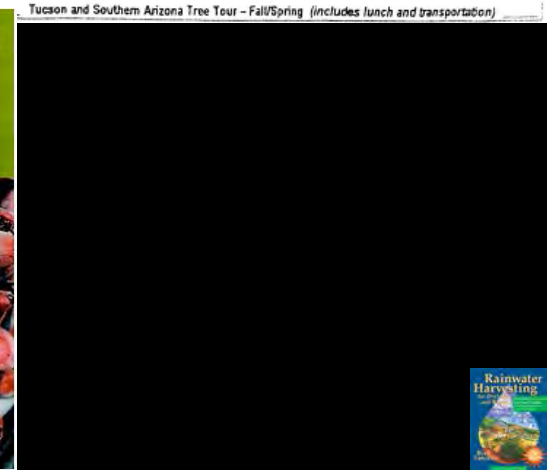 Tucson and Southern Arizona Tree Tour – Fall/Spring (includes lunch and transportation)
Rainwater
Harvesting